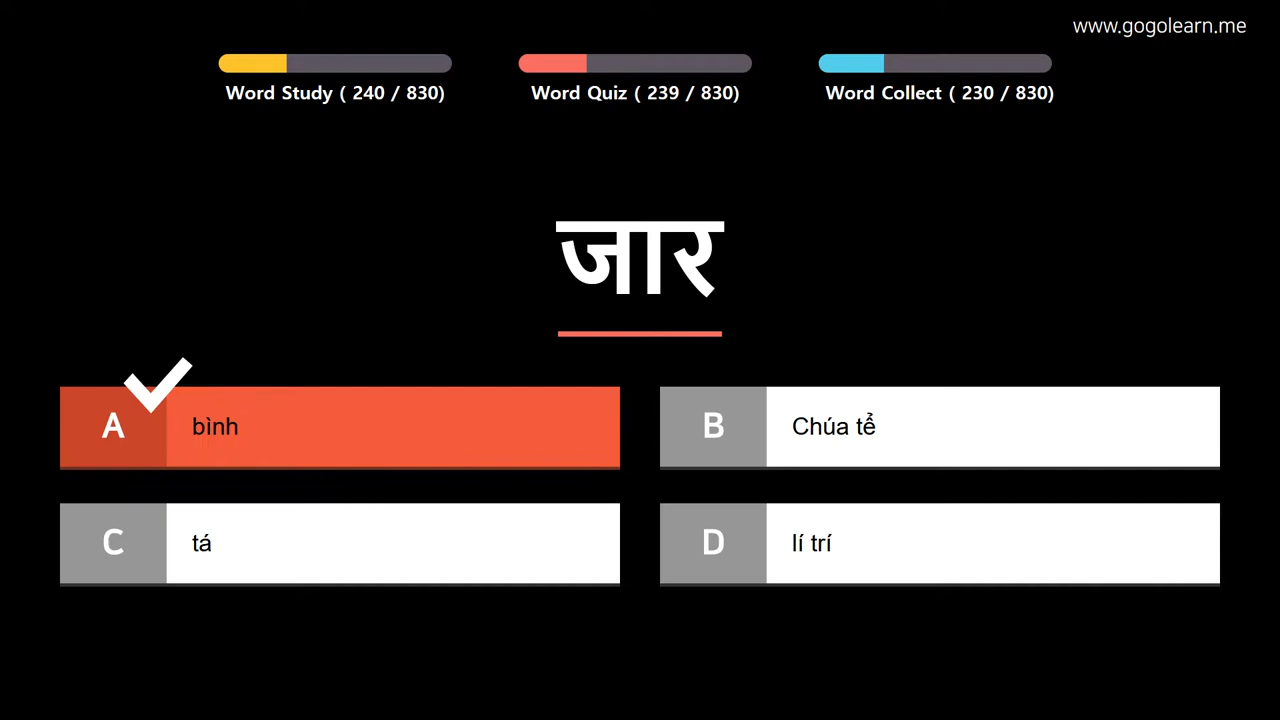 www.gogolearn.me
Word Study ( 240 / 830)
Word Quiz ( 239 / 830)
Word Collect ( 230 / 830)
जार
A bình
B Chúa tể
C tá
D lí trí